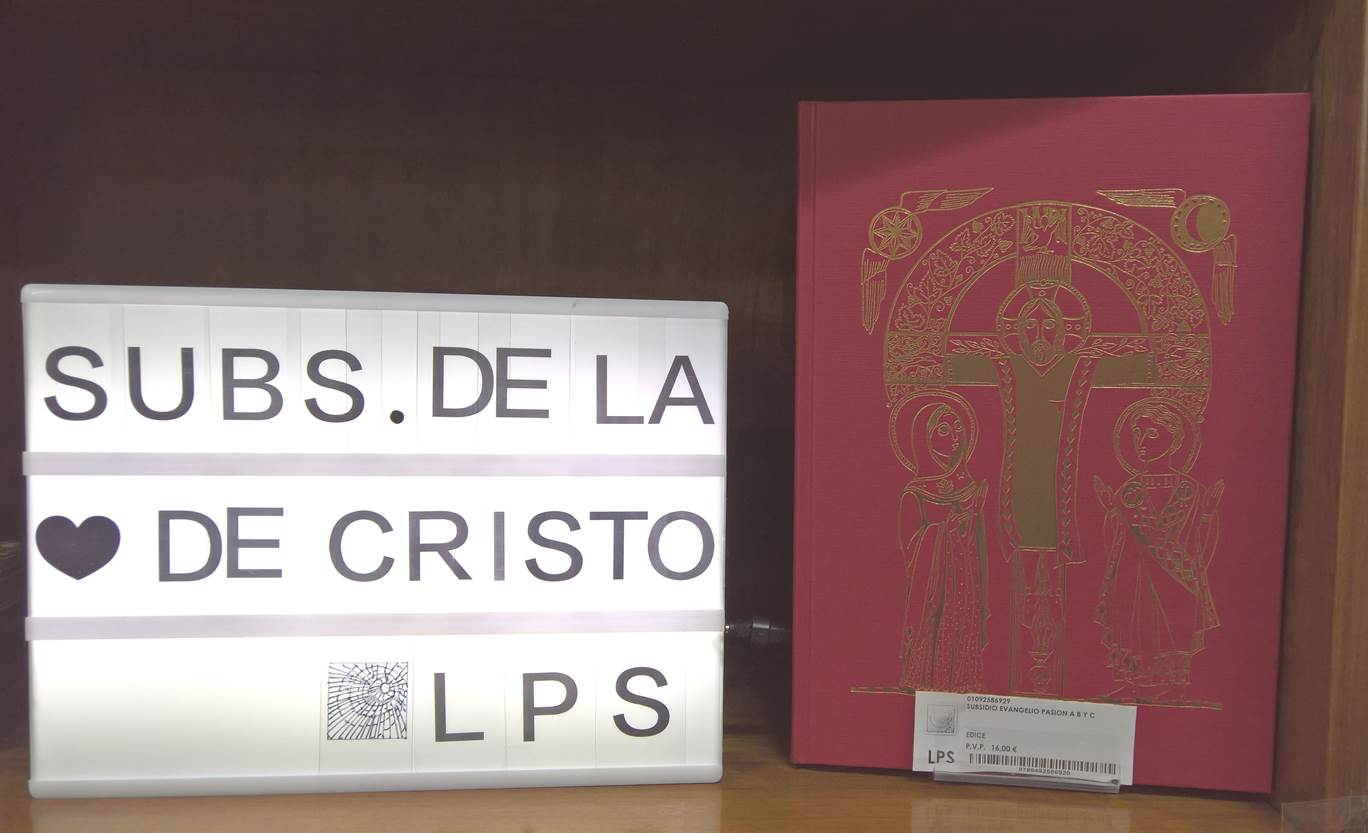 SUBS. DE LA
♥ DE CRISTO
LPS
01092586929
SUBSIDIO EVANGELIO PASION A B Y C
EDICE
P.V.P. 16,00 €
LPS